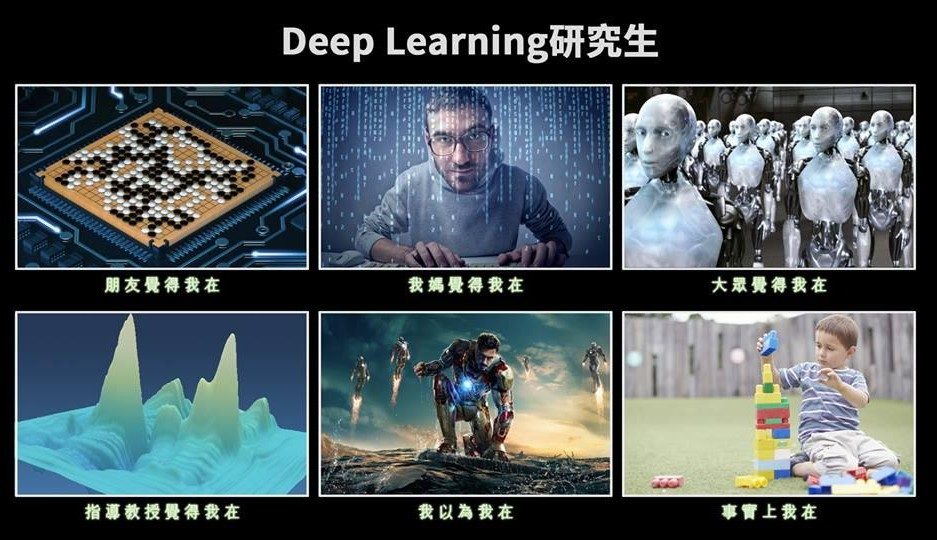 Deep Learning研究生
朋友覺得我在
我媽覺得我在
大眾覺得我在
指導教授覺得我在
我以為我在
事實上我在